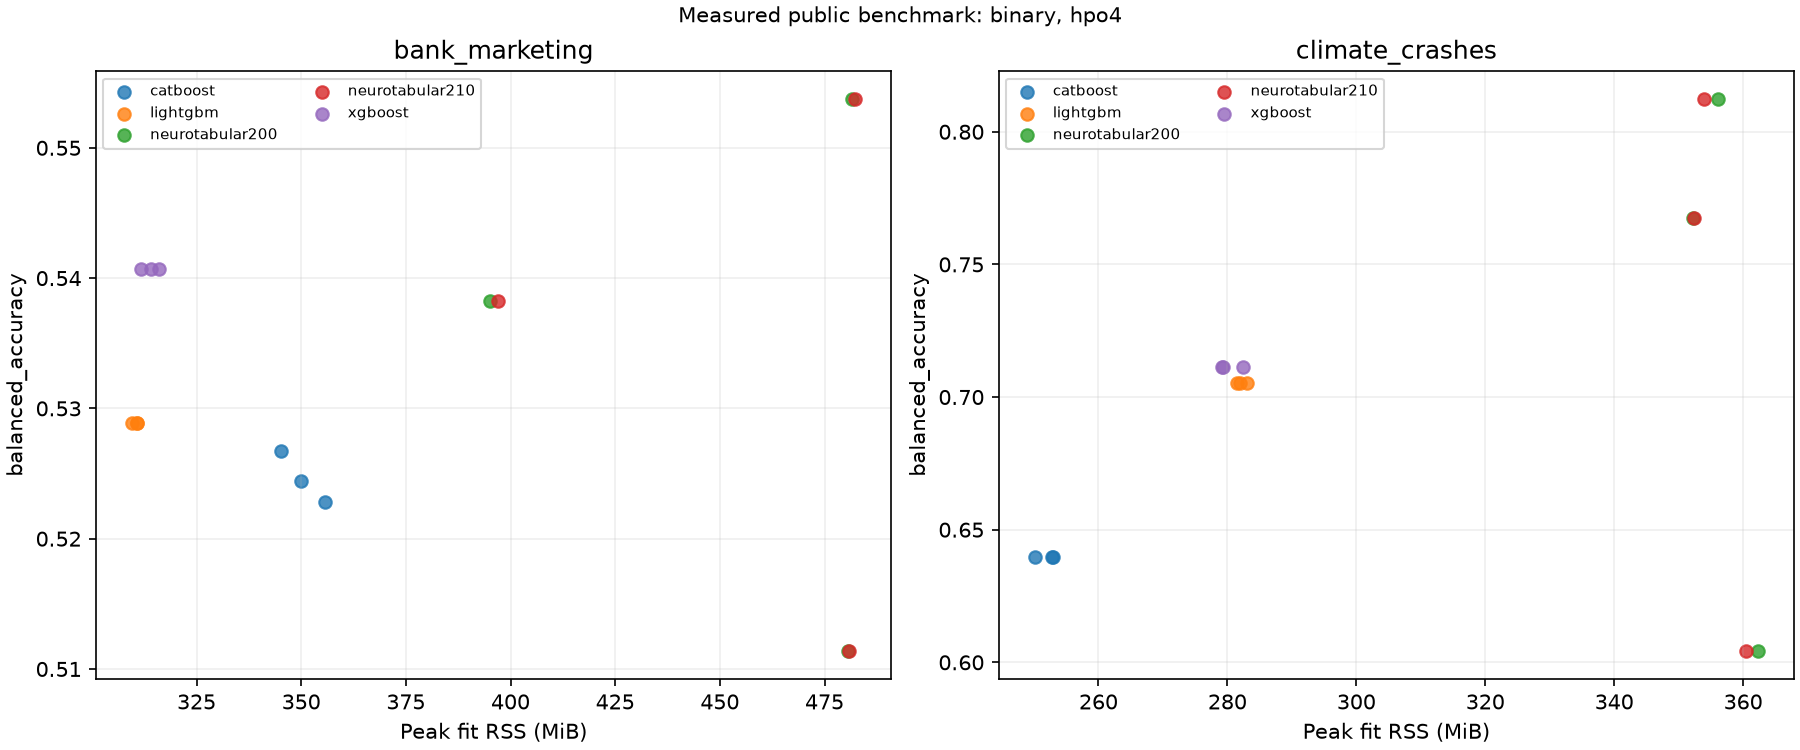 Measured public benchmark: binary, hpo4
bank_marketing
catboost
lightgbm
neurotabular200
neurotabular210
xgboost
balanced_accuracy
0.55
0.54
0.53
0.52
0.51
325
350
375
400
425
450
475
Peak fit RSS (MiB)
climate_crashes
catboost
lightgbm
neurotabular200
neurotabular210
xgboost
balanced_accuracy
0.80
0.75
0.70
0.65
0.60
260
280
300
320
340
360
Peak fit RSS (MiB)